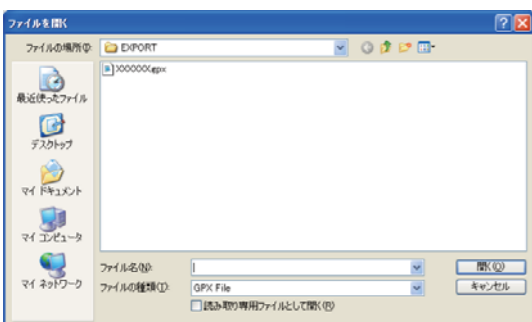 ファイルを開く
ファイルの場所(I):
EXPORT
XXXXXX.gpx
最近使ったファイル
デスクトップ
マイ ドキュメント
マイ コンピュータ
マイ ネットワーク
ファイル名(N):
開く(O)
ファイルの種類(T):
GPX File
キャンセル
読み取り専用ファイルとして開く(R)